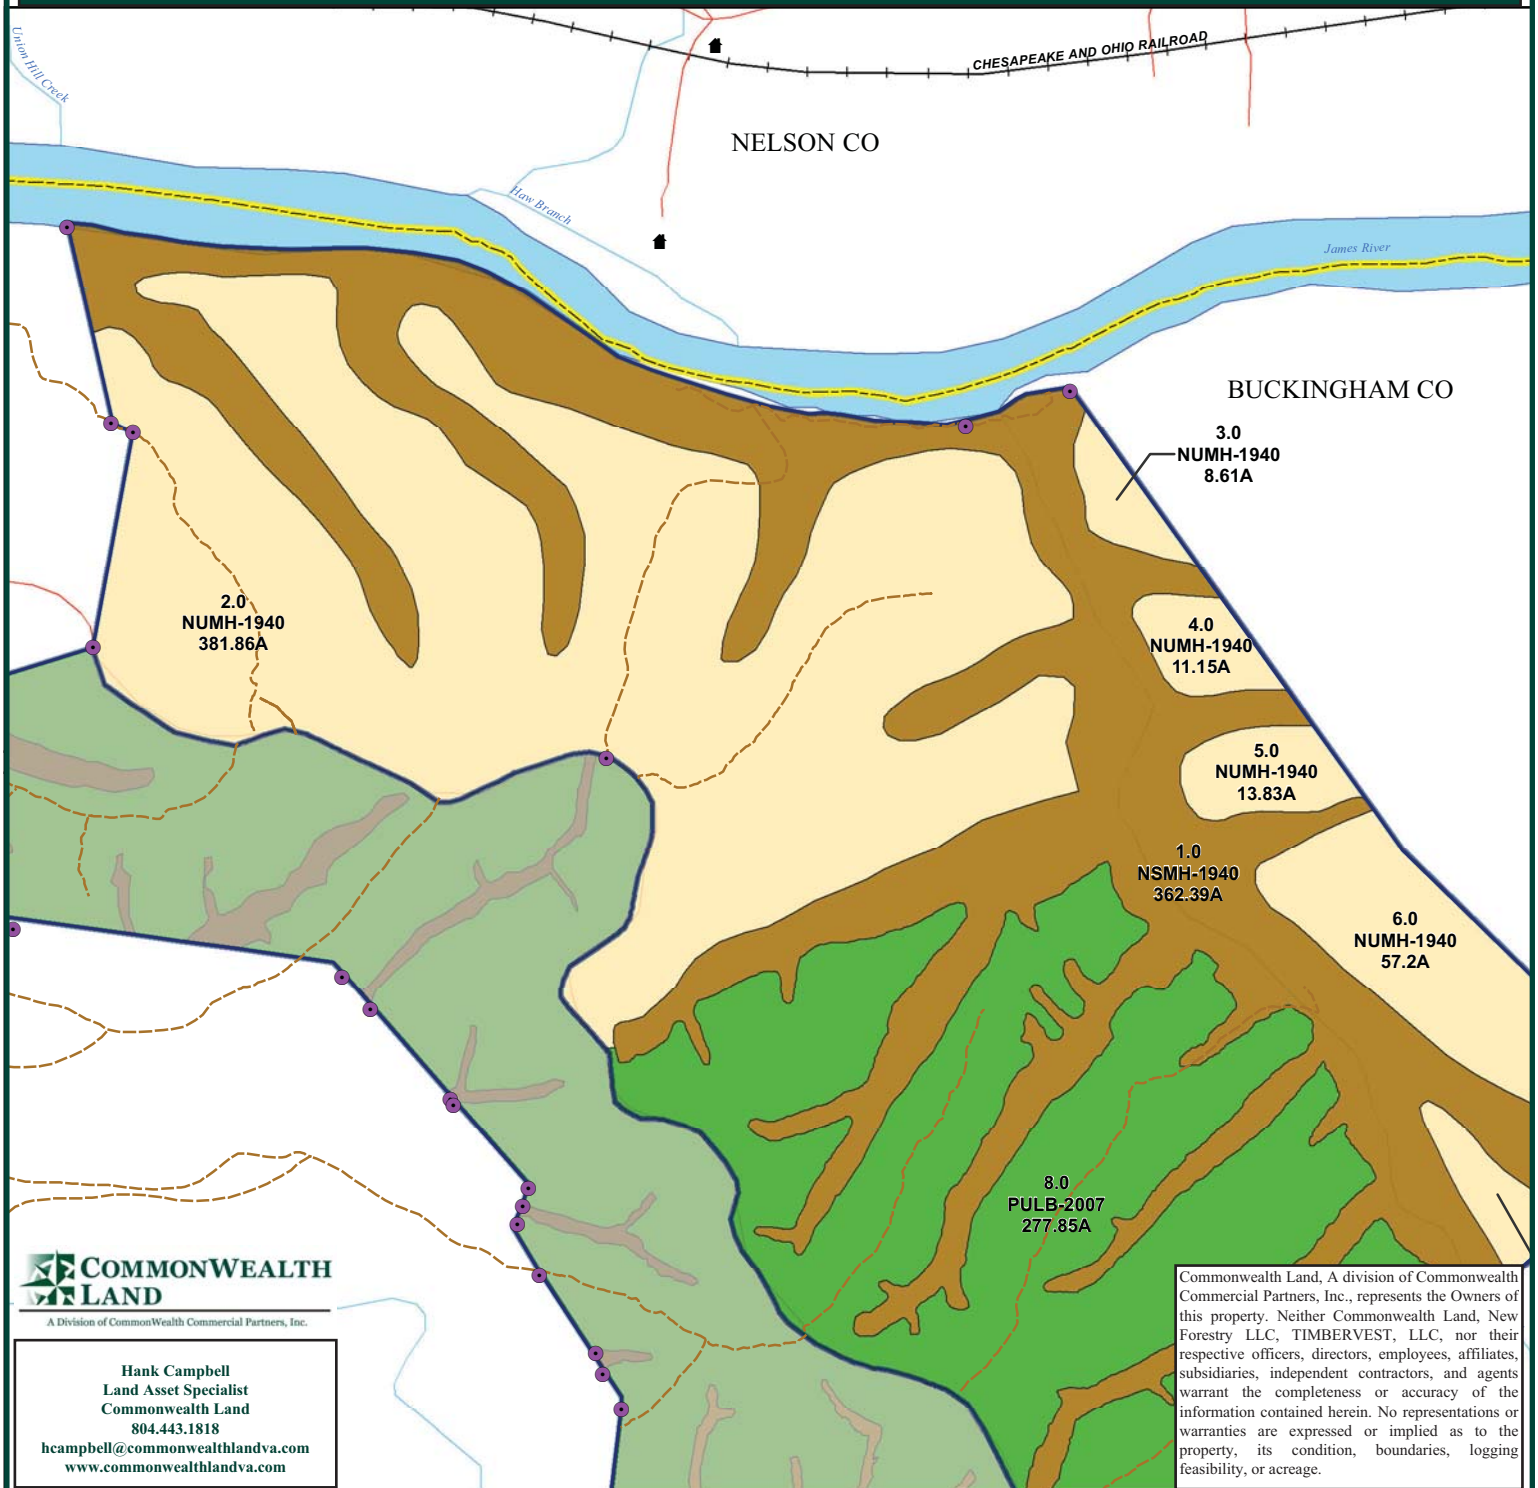 CHESAPEAKE AND OHIO RAILROAD
Union Hill Creek
NELSON CO
Haw Branch
James River
BUCKINGHAM CO
3.0
NUMH-1940
8.61A
2.0
NUMH-1940
381.86A
4.0
NUMH-1940
11.15A
5.0
NUMH-1940
13.83A
1.0
NSMH-1940
362.39A
6.0
NUMH-1940
57.2A
8.0
PULB-2007
277.85A
COMMONWEALTH
LAND
A Division of CommonWealth Commercial Partners, Inc.
Hank Campbell
Land Asset Specialist
Commonwealth Land
804.443.1818
hcampbell@commonwealthlandva.com
www.commonwealthlandva.com
Commonwealth Land, A division of Commonwealth
Commercial Partners, Inc., represents the Owners of
this property. Neither Commonwealth Land, New
Forestry LLC, TIMBERVEST, LLC, nor their
respective officers, directors, employees, affiliates,
subsidiaries, independent contractors, and agents
warrant the completeness or accuracy of the
information contained herein. No representations or
warranties are expressed or implied as to the
property, its condition, boundaries, logging
feasibility, or acreage.